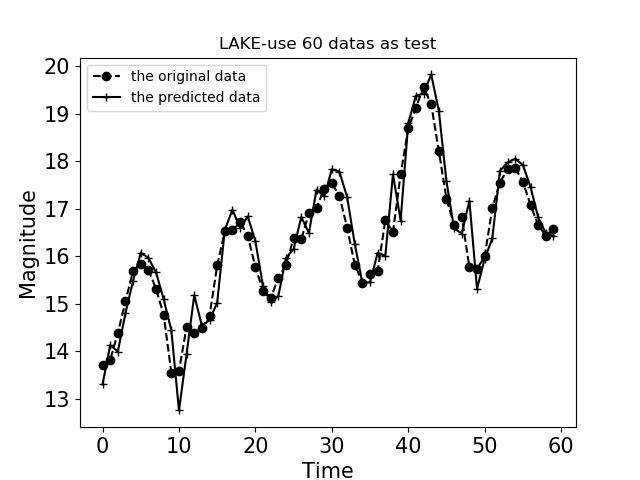 LAKE-use 60 datas as test
the original data
the predicted data
Magnitude
20
19
18
17
16
15
14
13
0 10 20 30 40 50 60
Time